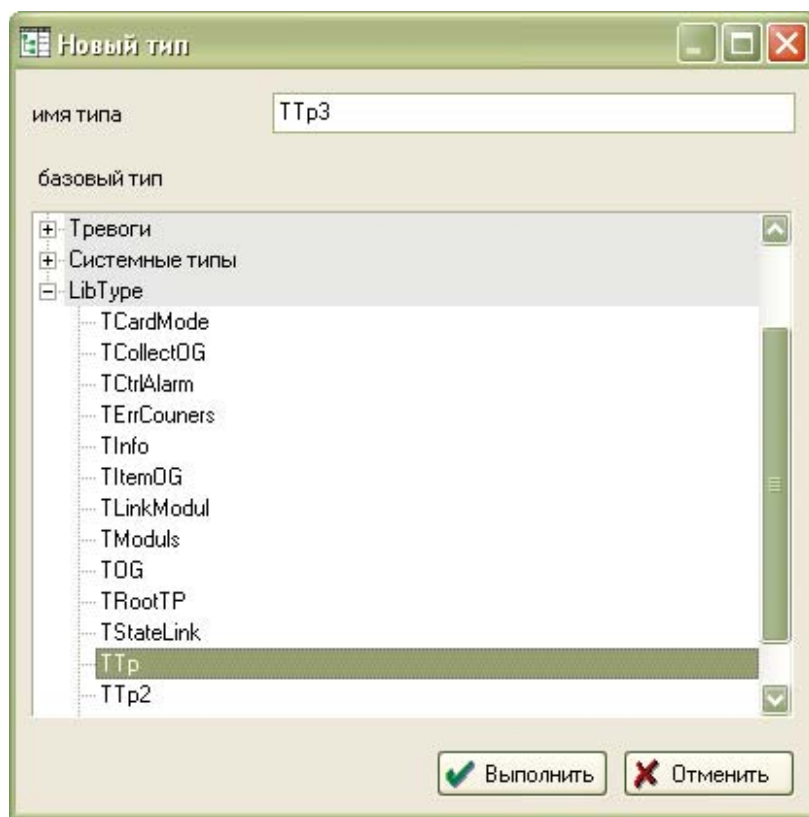 Новый тип
имя типа TTp3
базовый тип
Тревоги
Системные типы
LibType
TCardMode
TCollectOG
TCtrlAlarm
TErrCouners
TInfo
TItemOG
TLinkModul
TModuls
TOG
TRootTP
TStateLink
TTp
TTp2
Выполнить Отменить